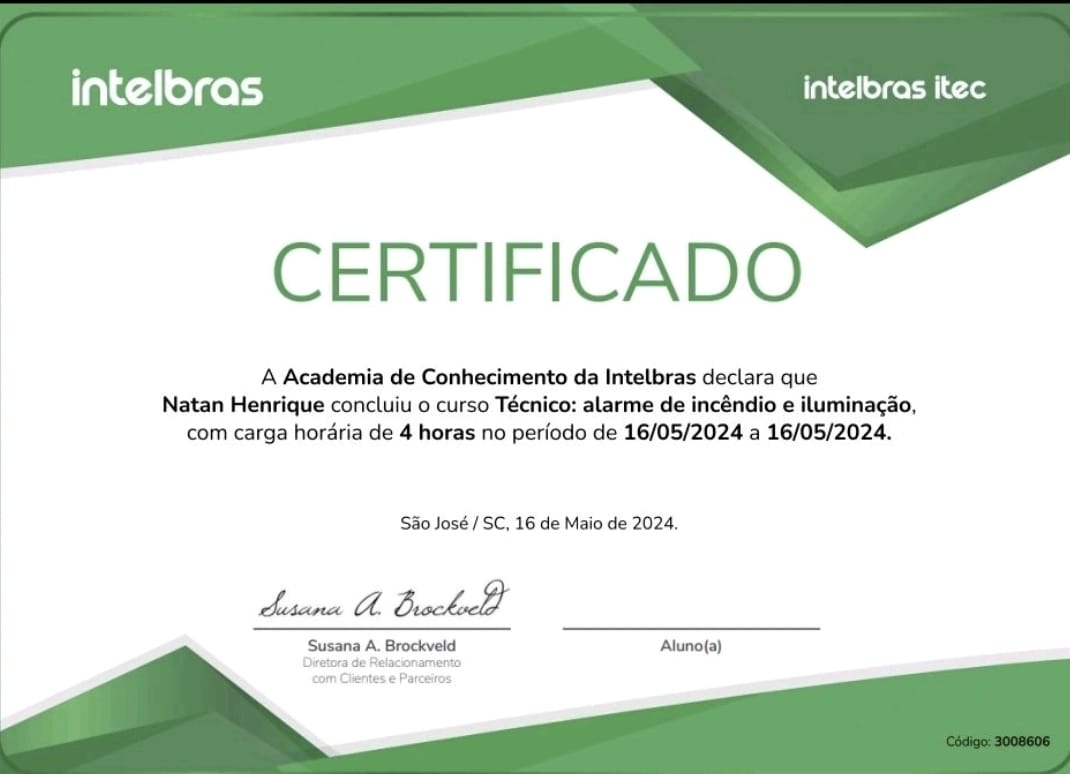 intelbras
intelbras itec
CERTIFICADO
A Academia de Conhecimento da Intelbras declara que
Natan Henrique concluiu o curso Técnico: alarme de incêndio e iluminação,
com carga horária de 4 horas no período de 16/05/2024 a 16/05/2024.
São José / SC, 16 de Maio de 2024.
Susana A. Brockveld
Susana A. Brockveld
Diretora de Relacionamento
com Clientes e Parceiros
Aluno(a)
Código: 3008606